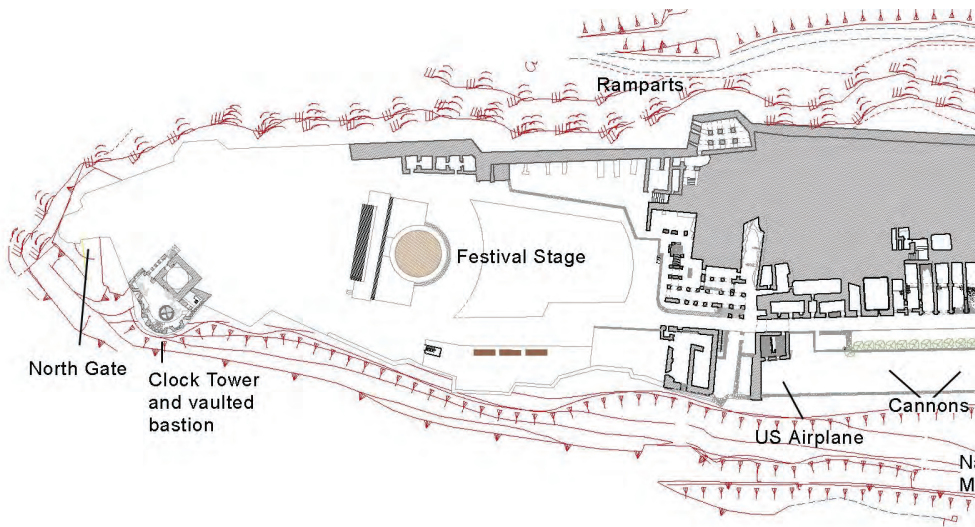 Ramparts
Festival Stage
North Gate
Clock Tower
and vaulted
bastion
Cannons
US Airplane